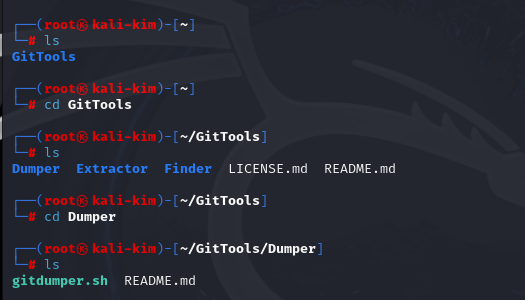 ┌──(root㉿kali-kim)-[~]
└─# ls
GitTools
┌──(root㉿kali-kim)-[~]
└─# cd GitTools
┌──(root㉿kali-kim)-[~/GitTools]
└─# ls
Dumper  Extractor  Finder  LICENSE.md  README.md
┌──(root㉿kali-kim)-[~/GitTools]
└─# cd Dumper
┌──(root㉿kali-kim)-[~/GitTools/Dumper]
└─# ls
gitdumper.sh  README.md